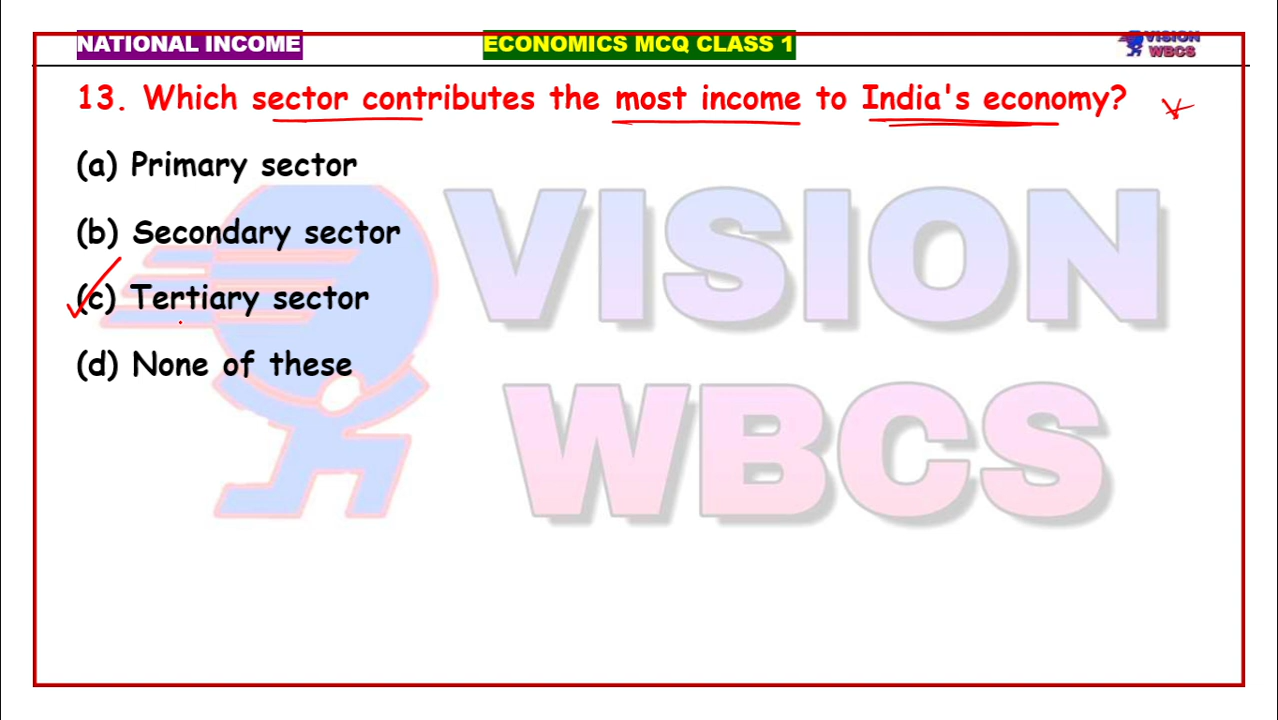 NATIONAL INCOME
ECONOMICS MCQ CLASS 1
VISION
WBCS
13. Which sector contributes the most income to India's economy?
(a) Primary sector
(b) Secondary sector
(c) Tertiary sector
(d) None of these
VISION
WBCS